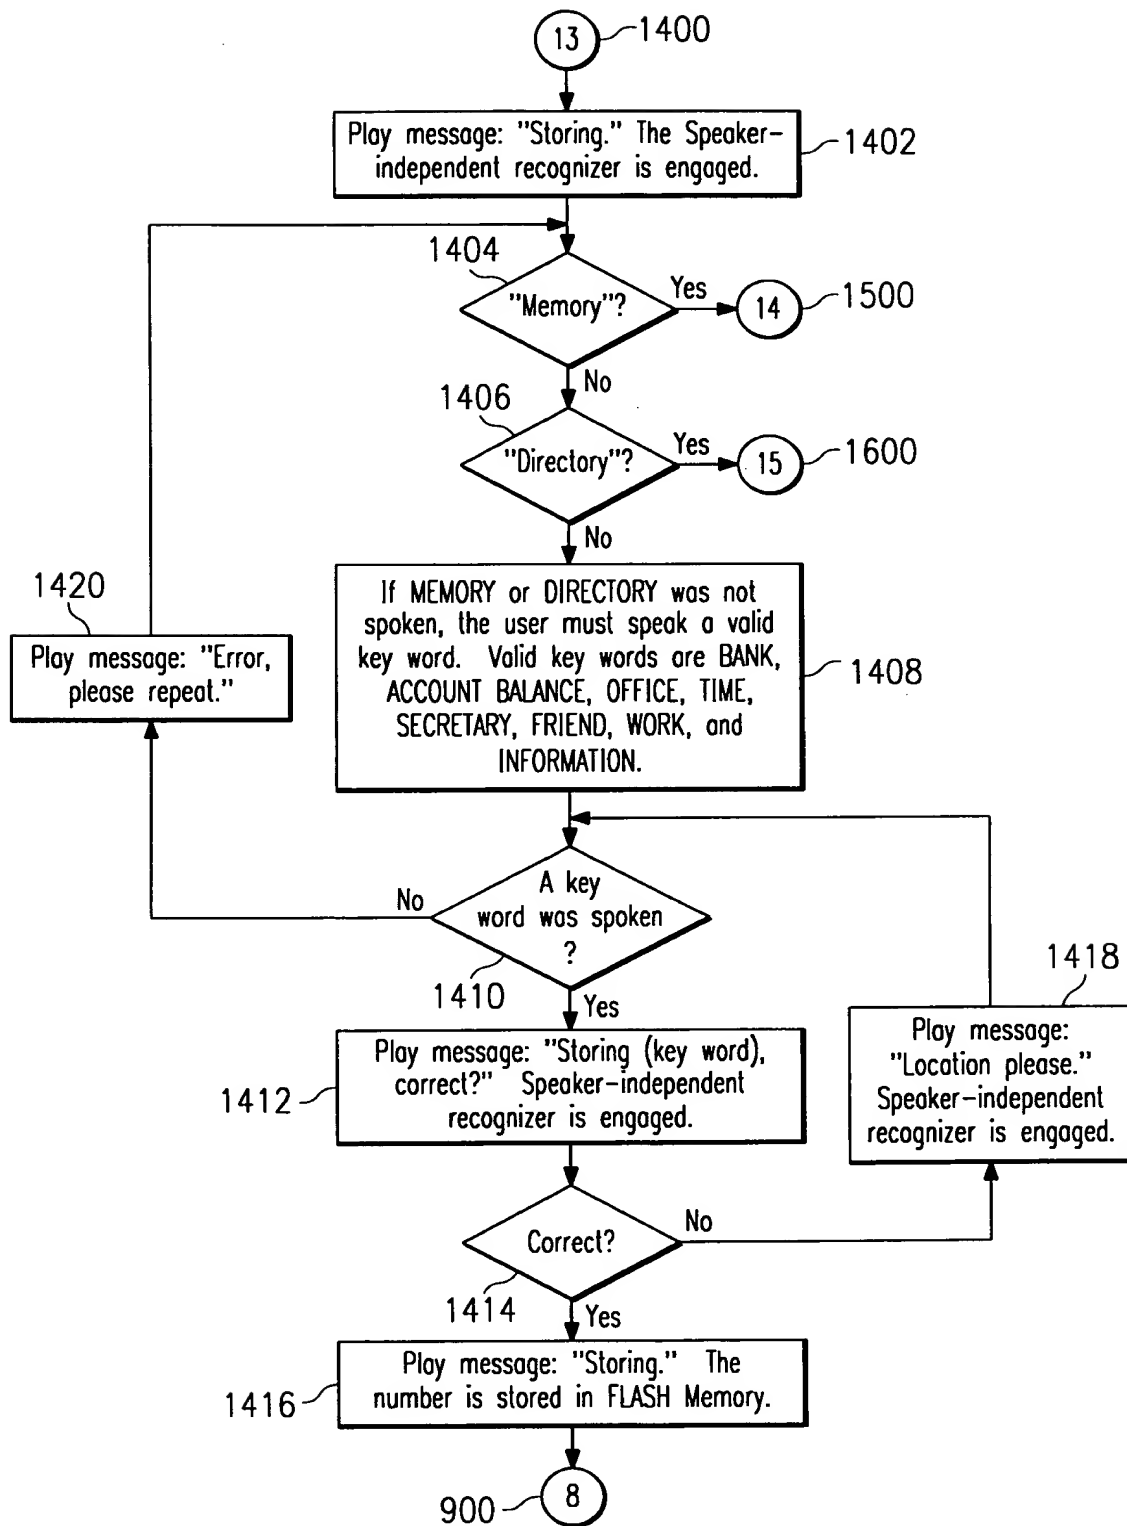 13
1400
Play message: "Storing." The Speaker-
independent recognizer is engaged.
1402
1404
"Memory"?
Yes
14
1500
No
1406
"Directory"?
Yes
15
1600
No
If MEMORY or DIRECTORY was not
spoken, the user must speak a valid
key word. Valid key words are BANK,
ACCOUNT BALANCE, OFFICE, TIME,
SECRETARY, FRIEND, WORK, and
INFORMATION.
1408
1420
Play message: "Error,
please repeat."
A key
word was spoken
?
No
1410
Yes
1418
Play message:
"Location please."
Speaker-independent
recognizer is engaged.
Play message: "Storing (key word),
correct?" Speaker-independent
recognizer is engaged.
1412
Correct?
No
1414
Yes
Play message: "Storing." The
number is stored in FLASH Memory.
1416
8
900